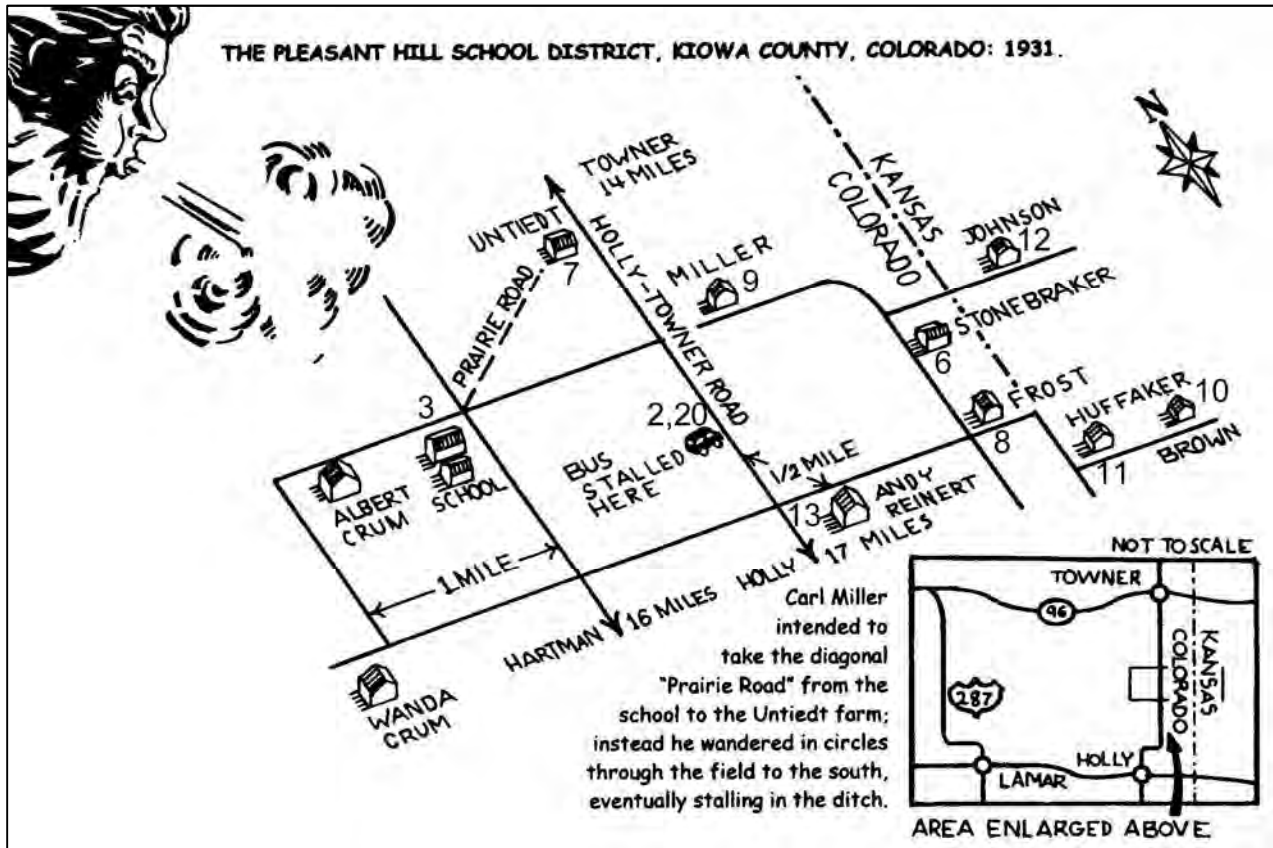 THE PLEASANT HILL SCHOOL DISTRICT, KIOWA COUNTY, COLORADO: 1931.
N
TOWNER
14 MILES
KANSAS
COLORADO
UNTIEDT
7
HOLLY-TOWNER ROAD
MILLER
9
JOHNSON
12
PRAIRIE ROAD
STONEBRAKER
6
3
2,20
FROST
8
HUFFAKER
10
11
BROWN
ALBERT
CRUM
SCHOOL
BUS
STALLED
HERE
1/2 MILE
13
ANDY
REINERT
1 MILE
HARTMAN
16 MILES
HOLLY
17 MILES
WANDA
CRUM
Carl Miller
intended to
take the diagonal
"Prairie Road" from the
school to the Untiedt farm;
instead he wandered in circles
through the field to the south,
eventually stalling in the ditch.
NOT TO SCALE
TOWNER
96
KANSAS
COLORADO
287
HOLLY
LAMAR
AREA ENLARGED ABOVE